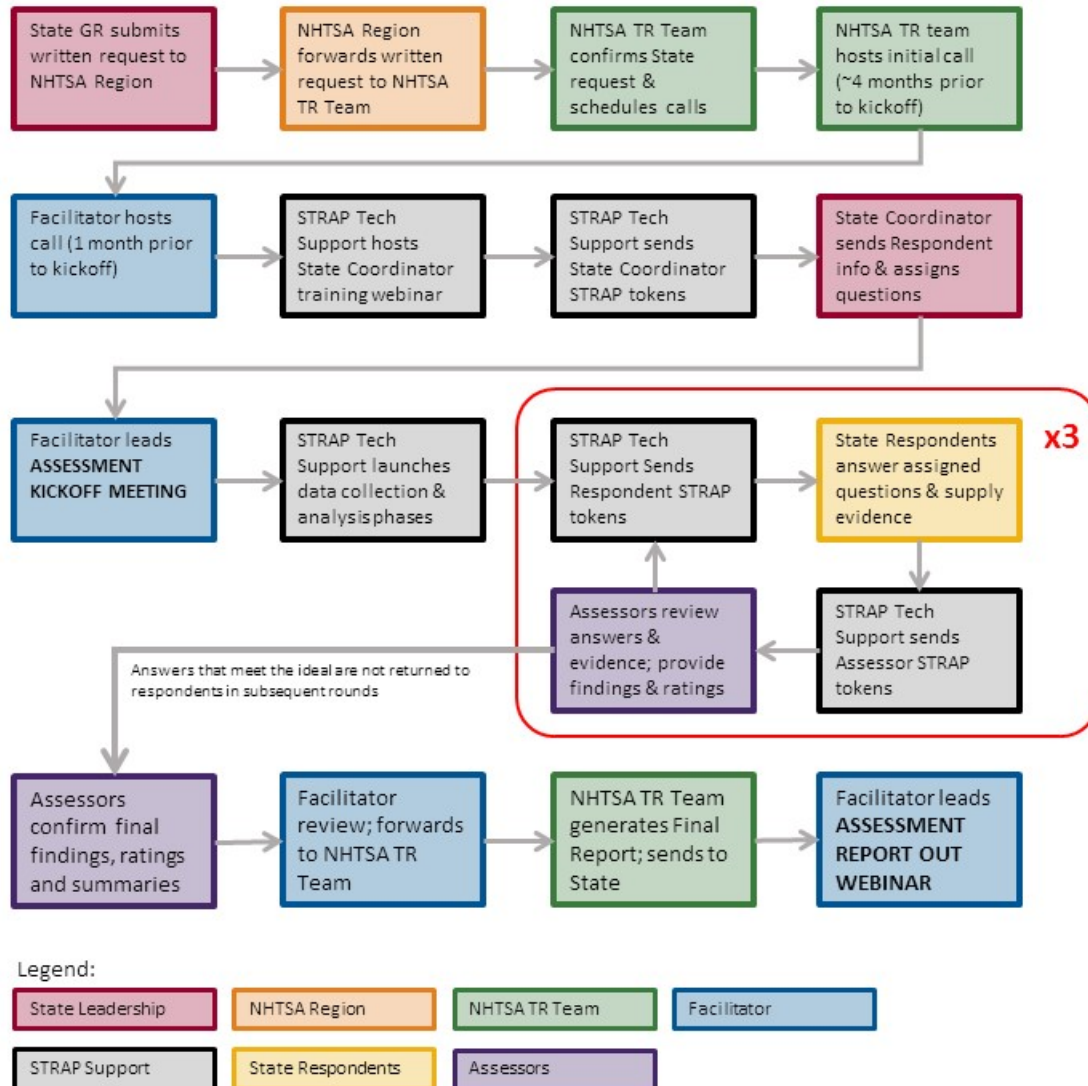 State GR submits
written request to
NHTSA Region
NHTSA Region
forwards written
request to NHTSA
TR Team
NHTSA TR Team
confirms State
request &
schedules calls
NHTSA TR team
hosts initial call
(~4 months prior
to kickoff)
Facilitator hosts
call (1 month prior
to kickoff)
STRAP Tech
Support hosts
State Coordinator
training webinar
STRAP Tech
Support sends
State Coordinator
STRAP tokens
State Coordinator
sends Respondent
info & assigns
questions
Facilitator leads
ASSESSMENT
KICKOFF MEETING
STRAP Tech
Support launches
data collection &
analysis phases
STRAP Tech
Support Sends
Respondent STRAP
tokens
State Respondents
answer assigned
questions & supply
evidence
x3
Assessors review
answers &
evidence; provide
findings & ratings
STRAP Tech
Support sends
Assessor STRAP
tokens
Answers that meet the ideal are not returned to
respondents in subsequent rounds
Assessors
confirm final
findings, ratings
and summaries
Facilitator
review; forwards
to NHTSA TR
Team
NHTSA TR Team
generates Final
Report; sends to
State
Facilitator leads
ASSESSMENT
REPORT OUT
WEBINAR
Legend:
State Leadership
NHTSA Region
NHTSA TR Team
Facilitator
STRAP Support
State Respondents
Assessors